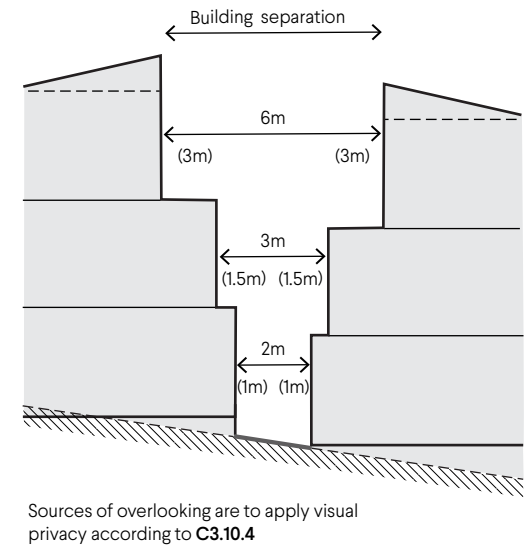 Building separation
6m
(3m) (3m)
3m
(1.5m) (1.5m)
2m
(1m) (1m)
Sources of overlooking are to apply visual
privacy according to C3.10.4